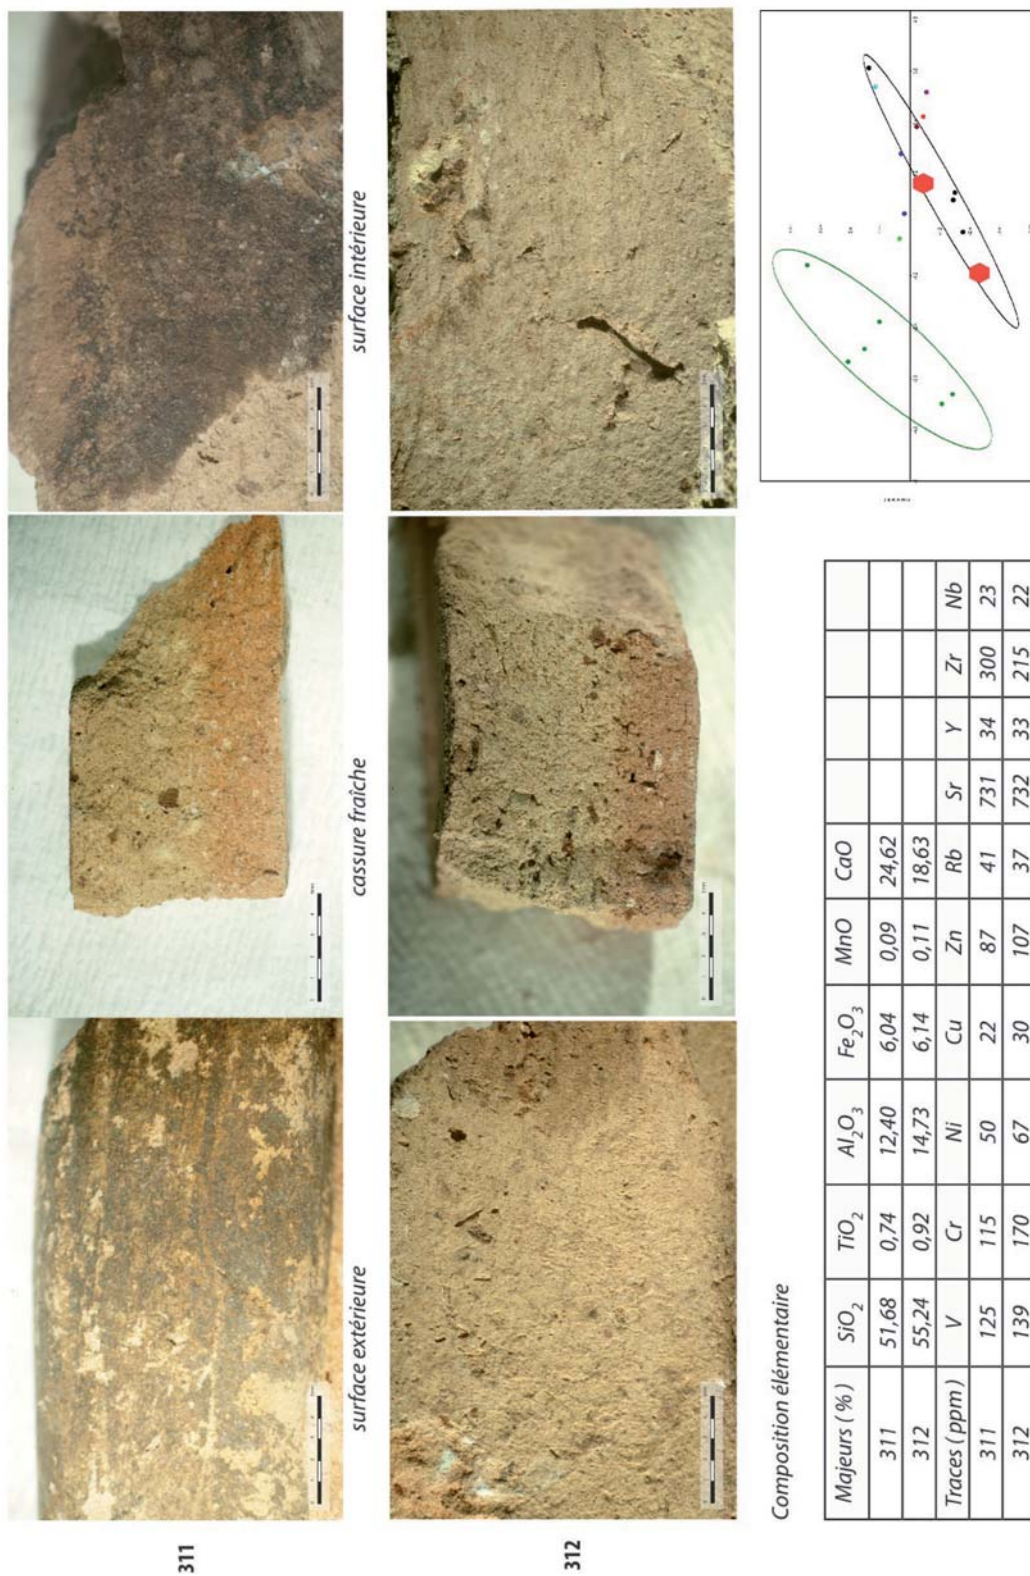 311
surface extérieure
cassure fraîche
surface intérieure
312
Composition élémentaire
Majeurs ( % ) SiO2 TiO2 Al2O3 Fe2O3 MnO CaO
311 51,68 0,74 12,40 6,04 0,09 24,62
312 55,24 0,92 14,73 6,14 0,11 18,63
Traces ( ppm ) V Cr Ni Cu Zn Rb Sr Y Zr Nb
311 125 115 50 22 87 41 731 34 300 23
312 139 170 67 30 107 37 732 33 215 22